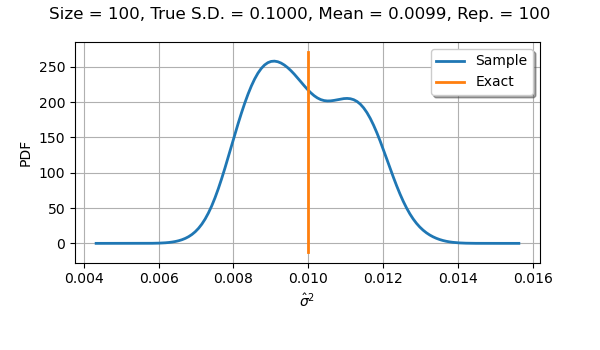 Size = 100, True S.D. = 0.1000, Mean = 0.0099, Rep. = 100
Sample
Exact
PDF
250
200
150
100
50
0
0.004 0.006 0.008 0.010 0.012 0.014 0.016
σ̂²